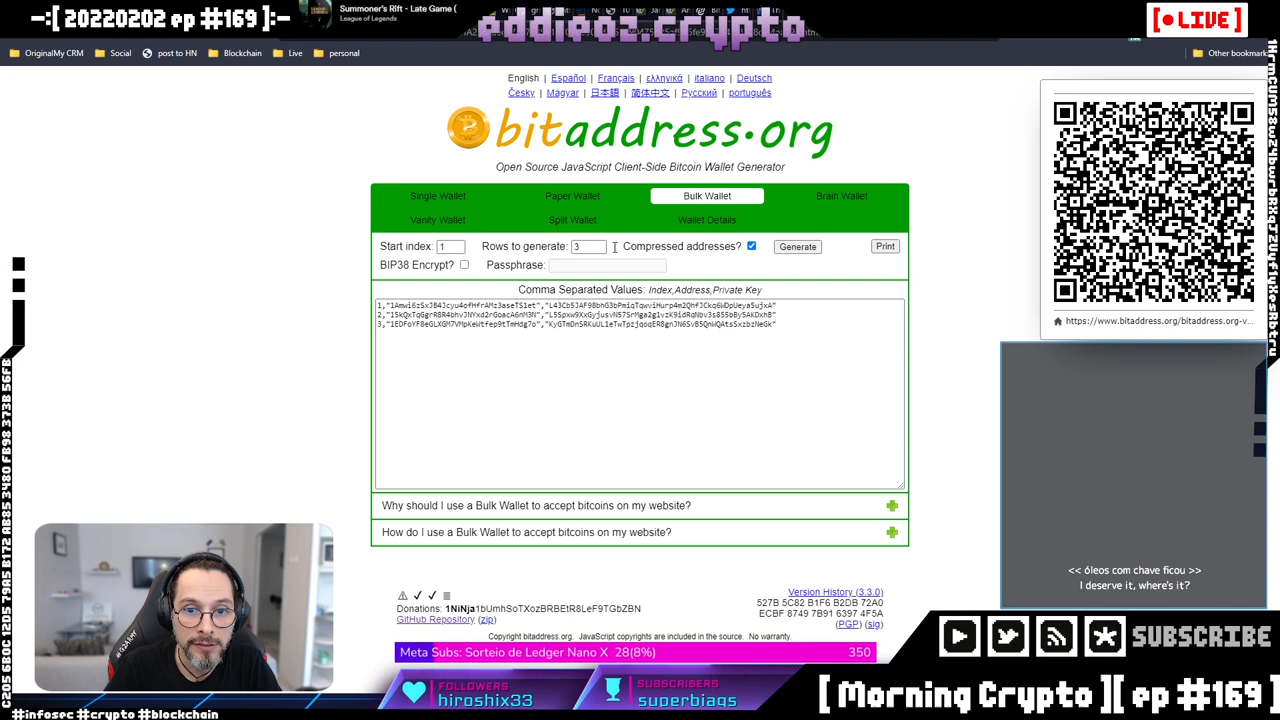 -:[ 20220202 ep #169 ]:-
Summoner's Rift - Late Game (
League of Legends
[● LIVE ]
OriginalMy CRM
Social
post to HN
Blockchain
Live
personal
Other bookmark
English | Español | Français | ελληνικά | italiano | Deutsch
Česky | Magyar | 日本語 | 简体中文 | Русский | português
bitaddress.org
Open Source JavaScript Client-Side Bitcoin Wallet Generator
Single Wallet
Paper Wallet
Bulk Wallet
Brain Wallet
Vanity Wallet
Split Wallet
Wallet Details
Start index: 1 Rows to generate: 3 Compressed addresses? Generate Print
BIP38 Encrypt? Passphrase:
Comma Separated Values: Index,Address,Private Key
Why should I use a Bulk Wallet to accept bitcoins on my website?
How do I use a Bulk Wallet to accept bitcoins on my website?
https://www.bitaddress.org/bitaddress.org-v...
<< óleos com chave ficou >>
I deserve it, where's it?
Donations: 1NiNja1bUmhSoTXozBRBEtR8LeF9TGbZBN
GitHub Repository (zip)
Version History (3.3.0)
527B 5C82 B1F6 B2DB 72A0
ECBF 8749 7B91 6397 4F5A
(PGP) (sig)
Copyright bitaddress.org. JavaScript copyrights are included in the source. No warranty.
Meta Subs: Sorteio de Ledger Nano X 28(8%) 350
FOLLOWERS
hiroshix33
SUBSCRIBERS
superbiaqs
SUBSCRIBE
[ Morning Crypto ][ ep #169 ]
#infosec #crypto #blockchain